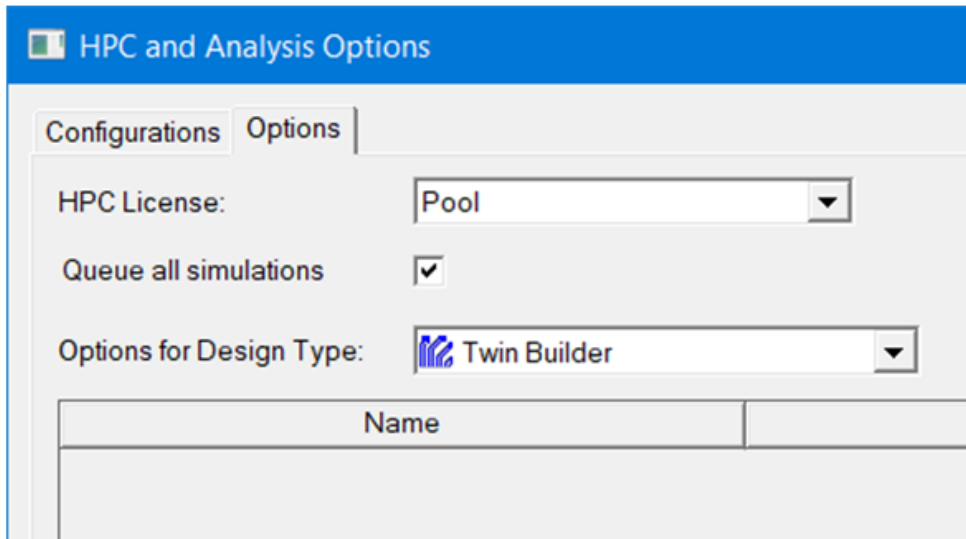 HPC and Analysis Options
Configurations Options
HPC License: Pool
Queue all simulations
Options for Design Type: Twin Builder
Name